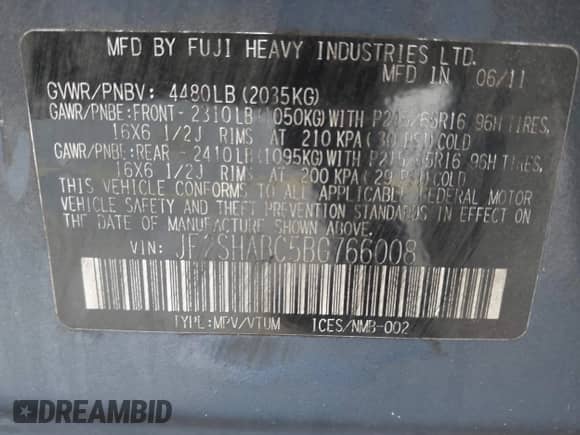 MFD BY FUJI HEAVY INDUSTRIES LTD.
MFD IN 06/11
GVWR/PNBV: 4480LB(2035KG)
GAWR/PNBE:FRONT-2310LB(1050KG)WITH P215/65R16 96H TIRES,
16X6 1/2J RIMS AT 210 KPA(30 PSI)COLD
GAWR/PNBE:REAR -2410LB(1095KG)WITH P215/65R16 96H TIRES,
16X6 1/2J RIMS AT 200 KPA(29 PSI)COLD
THIS VEHICLE CONFORMS TO ALL APPLICABLE FEDERAL MOTOR
VEHICLE SAFETY AND THEFT PREVENTION STANDARDS IN EFFECT ON
THE DATE OF MANUFACTURE SHOWN ABOVE.
VIN: JF2SHABC5BG766008
TYPE:MPV/VTUM ICES/NMB-002
DREAMBID